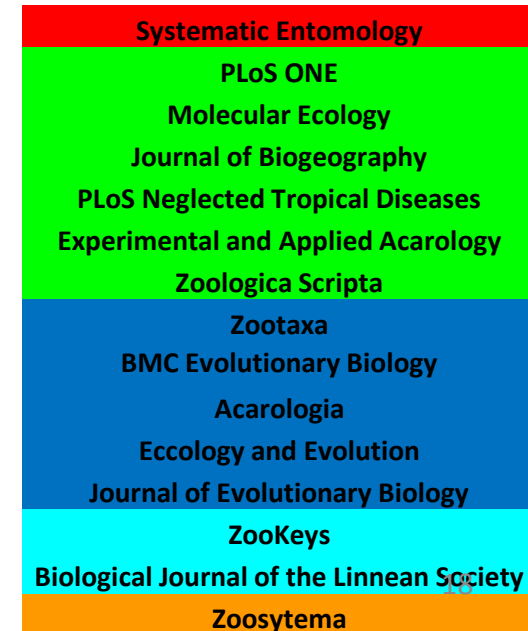 Systematic Entomology
PLoS ONE
Molecular Ecology
Journal of Biogeography
PLoS Neglected Tropical Diseases
Experimental and Applied Acarology
Zoologica Scripta
Zootaxa
BMC Evolutionary Biology
Acarologia
Eccology and Evolution
Journal of Evolutionary Biology
ZooKeys
Biological Journal of the Linnean Society
18
Zoosytema